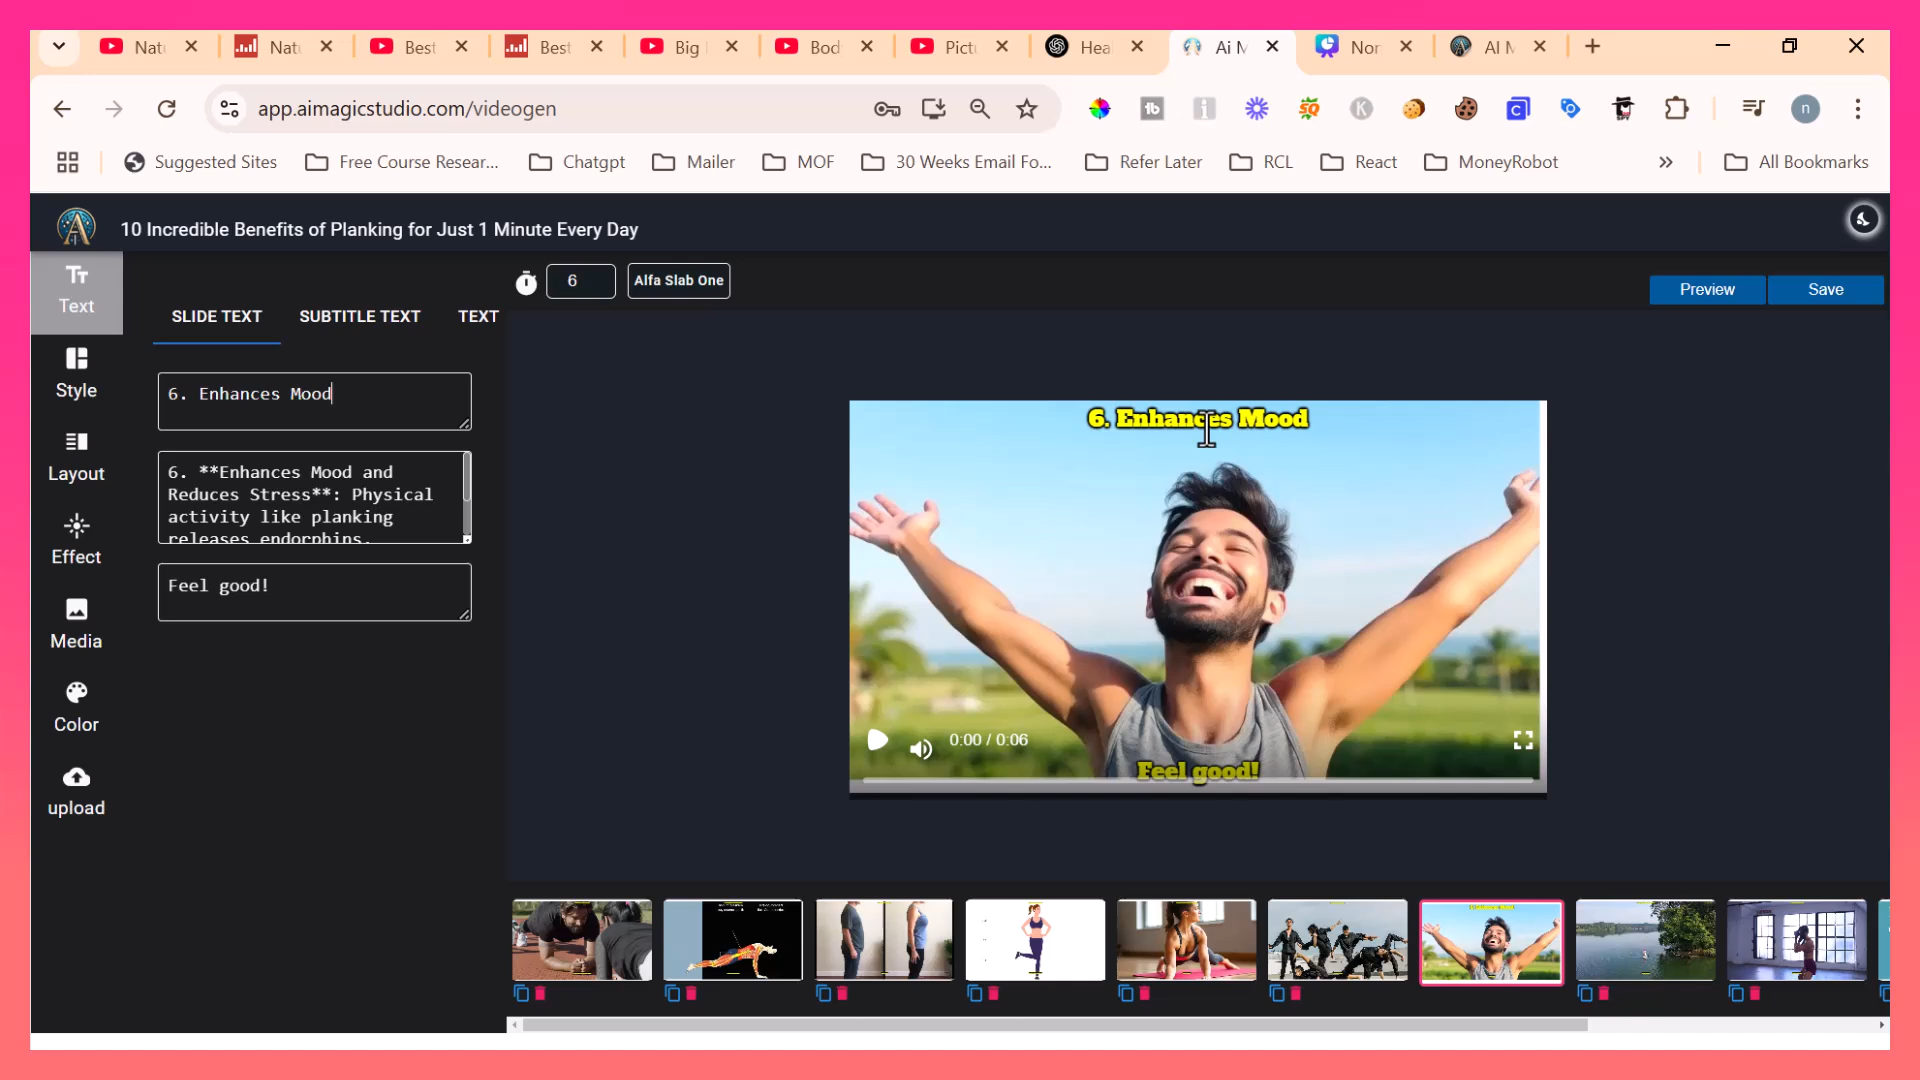 Nat
Natu
Best
Best
Big
Bod
Pictu
Hea
Ai M
Nor
AI M
app.aimagicstudio.com/videogen
Suggested Sites
Free Course Resear...
Chatgpt
Mailer
MOF
30 Weeks Email Fo...
Refer Later
RCL
React
MoneyRobot
All Bookmarks
10 Incredible Benefits of Planking for Just 1 Minute Every Day
Text
Style
Layout
Effect
Media
Color
upload
SLIDE TEXT
SUBTITLE TEXT
TEXT
6. Enhances Mood
6. **Enhances Mood and
Reduces Stress**: Physical
activity like planking
releases endorphins,
Feel good!
6
Alfa Slab One
Preview
Save
6. Enhances Mood
0:00 / 0:06
Feel good!